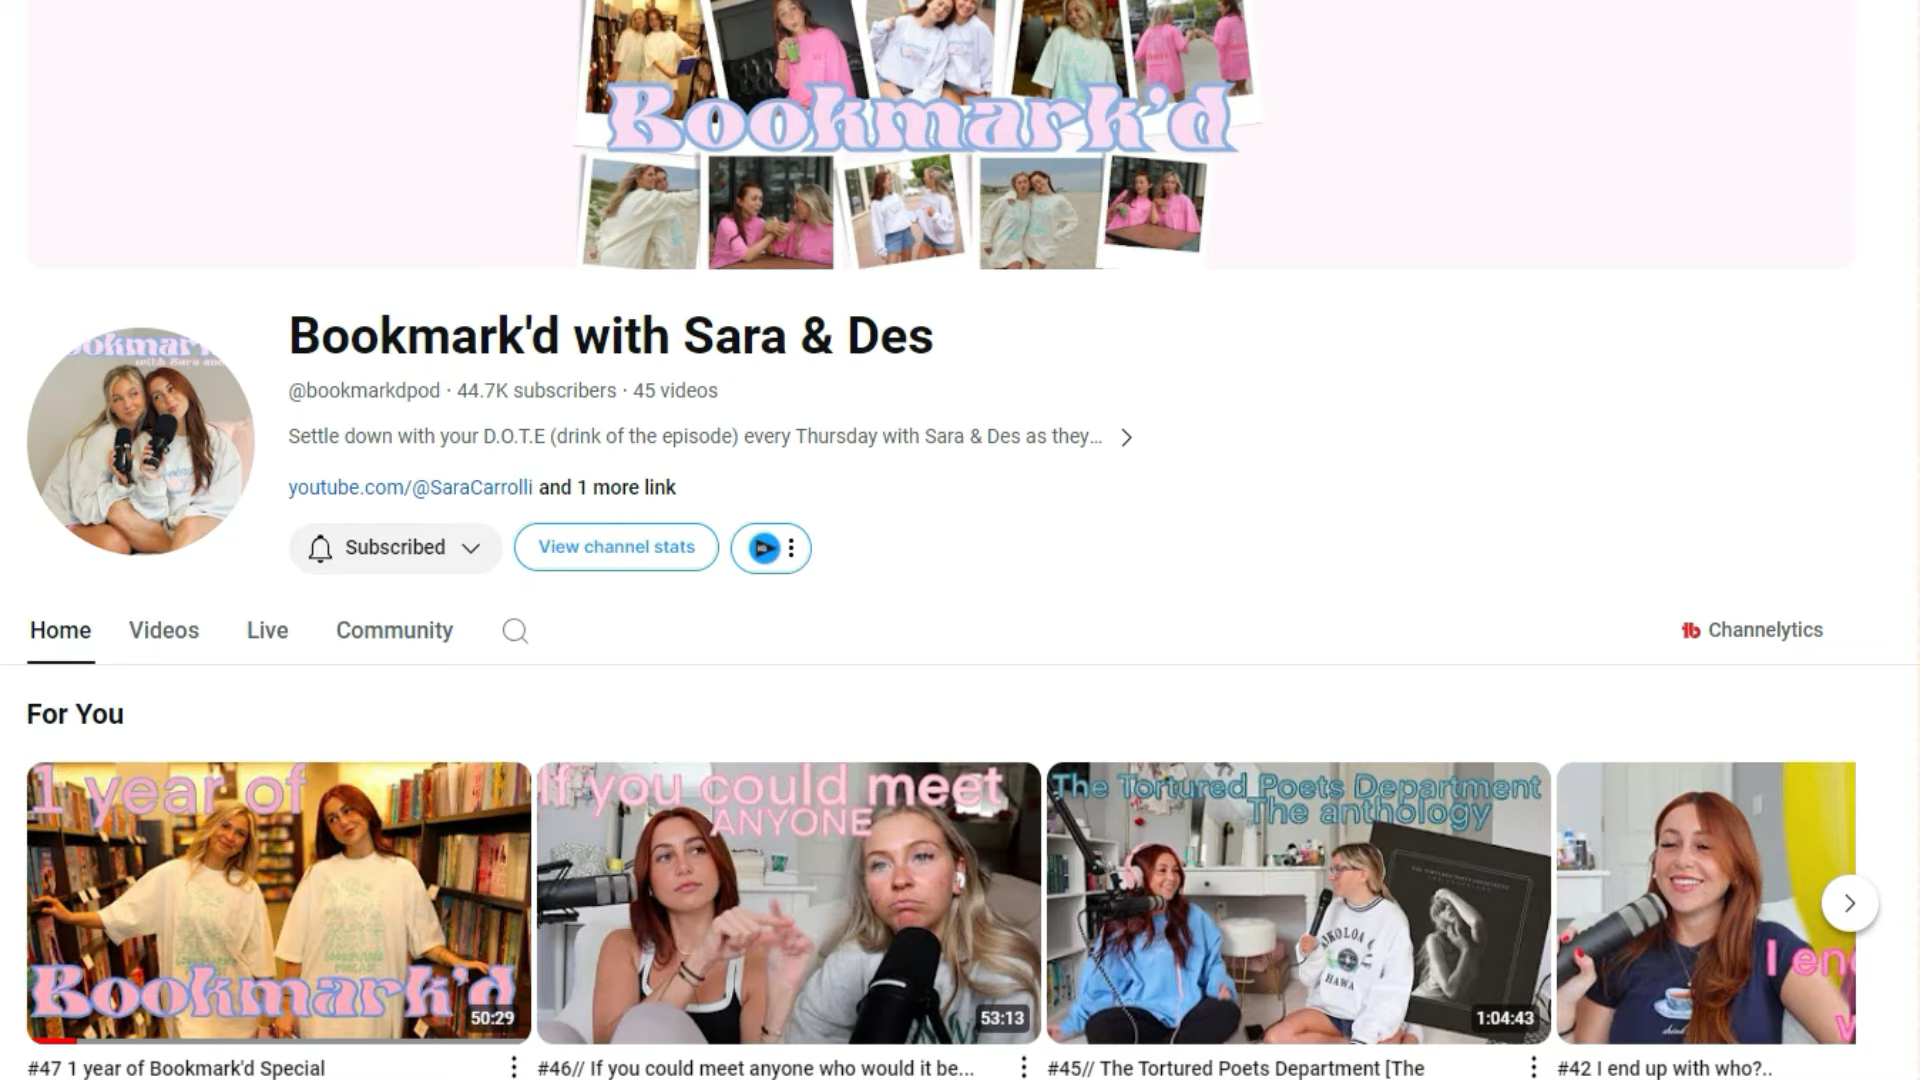 Bookmark'd
Bookmark'd with Sara & Des
@bookmarkdpod · 44.7K subscribers · 45 videos
Settle down with your D.O.T.E (drink of the episode) every Thursday with Sara & Des as they...
youtube.com/@SaraCarrolli and 1 more link
Subscribed
View channel stats
Home
Videos
Live
Community
Channelytics
For You
1 year of
Bookmark'd
50:29
If you could meet
ANYONE
53:13
The Tortured Poets Department
The anthology
1:04:43
I en
#47 1 year of Bookmark'd Special
#46// If you could meet anyone who would it be...
#45// The Tortured Poets Department [The
#42 I end up with who?..